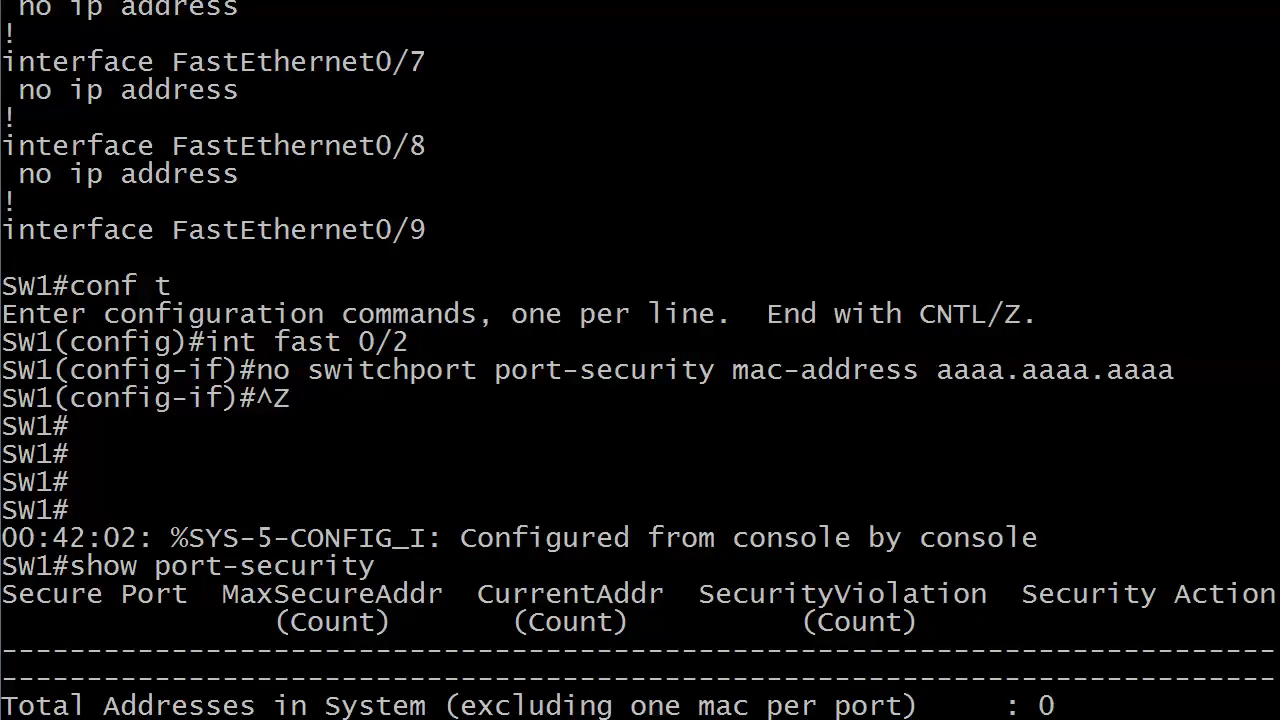 no ip address
!
interface FastEthernet0/7
 no ip address
!
interface FastEthernet0/8
 no ip address
!
interface FastEthernet0/9

SW1#conf t
Enter configuration commands, one per line.  End with CNTL/Z.
SW1(config)#int fast 0/2
SW1(config-if)#no switchport port-security mac-address aaaa.aaaa.aaaa
SW1(config-if)#^Z
SW1#
SW1#
SW1#
SW1#
00:42:02: %SYS-5-CONFIG_I: Configured from console by console
SW1#show port-security
Secure Port  MaxSecureAddr  CurrentAddr  SecurityViolation  Security Action
                (Count)       (Count)          (Count)
---------------------------------------------------------------------------
---------------------------------------------------------------------------
Total Addresses in System (excluding one mac per port)     : 0